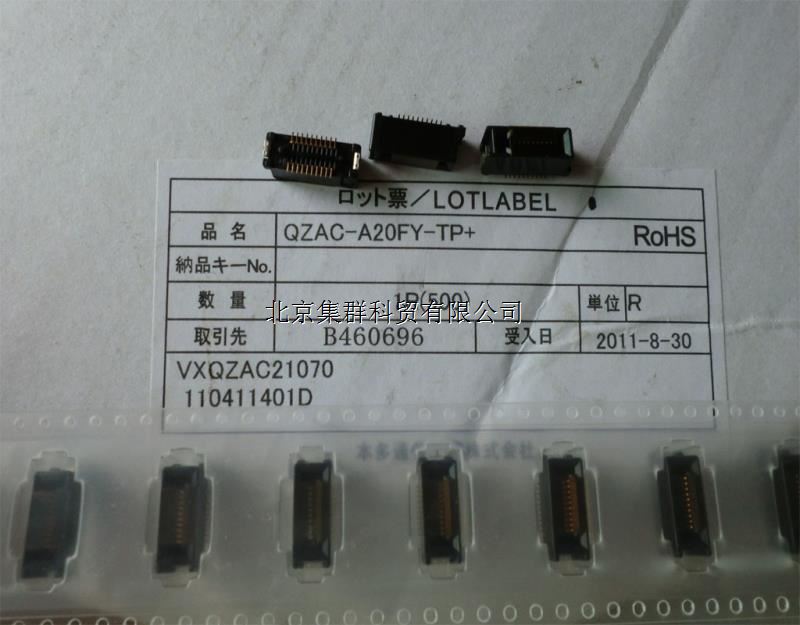 ロット票/LOTLABEL
品名 QZAC-A20FY-TP+ RoHS
納品キーNo.
数量 1R(500) 単位 R
北京集群科贸有限公司
取引先 B460696 受入日 2011-8-30
VXQZAC21070
110411401D
本多通信
株式会社